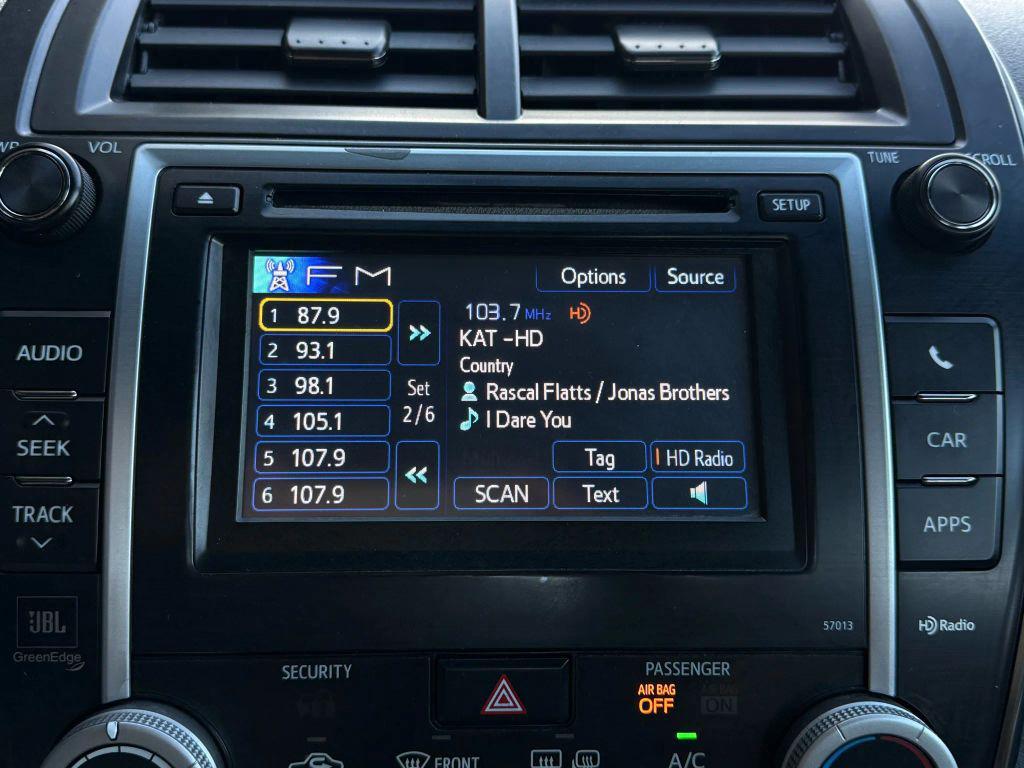 VOL
TUNE
SCROLL
SETUP
FM
Options
Source
1 87.9
103.7 MHz HD
2 93.1
KAT -HD
Country
3 98.1
Set
Rascal Flatts / Jonas Brothers
4 105.1
2/6
I Dare You
5 107.9
Tag
HD Radio
6 107.9
SCAN
Text
AUDIO
SEEK
TRACK
CAR
APPS
JBL
GreenEdge
57013
HD Radio
SECURITY
PASSENGER
AIR BAG
OFF
AIR BAG
ON
FRONT
A/C